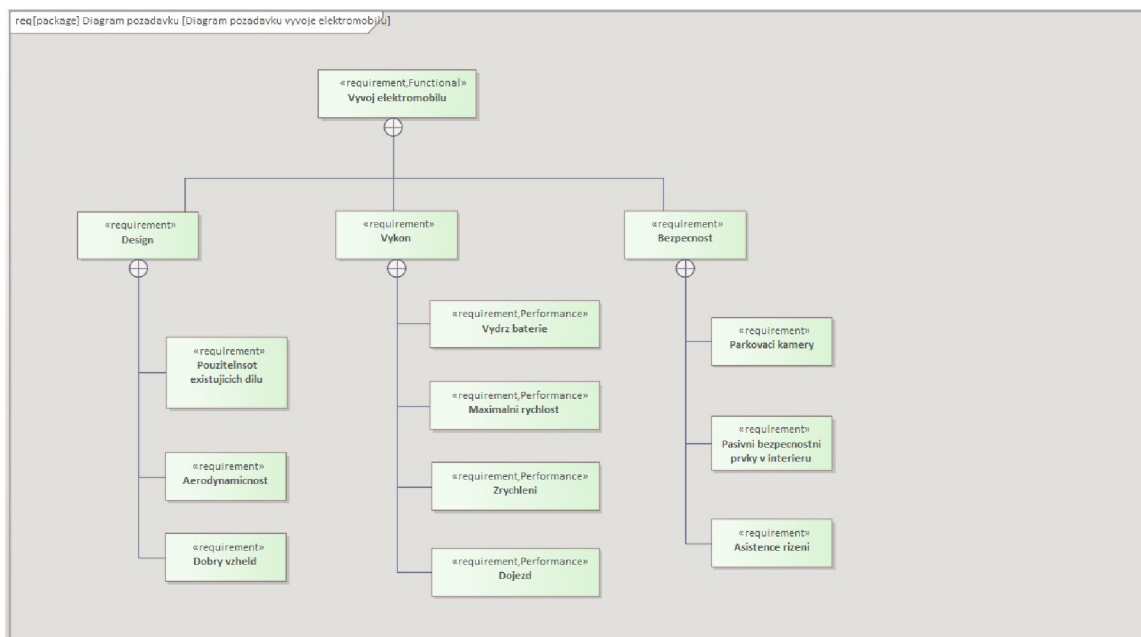 req[package] Diagram pozadavku [Diagram pozadavku vyvoje elektromobilu]
«requirement,Functional»
Vyvoj elektromobilu
«requirement»
Design
«requirement»
Pouzitelnsot
existujicich dilu
«requirement»
Aerodynamicnost
«requirement»
Dobry vzheld
«requirement»
Vykon
«requirement,Performance»
Vydrz baterie
«requirement,Performance»
Maximalni rychlost
«requirement,Performance»
Zrychleni
«requirement,Performance»
Dojezd
«requirement»
Bezpecnost
«requirement»
Parkovaci kamery
«requirement»
Pasivni bezpecnostni
prvky v interieru
«requirement»
Asistence rizeni